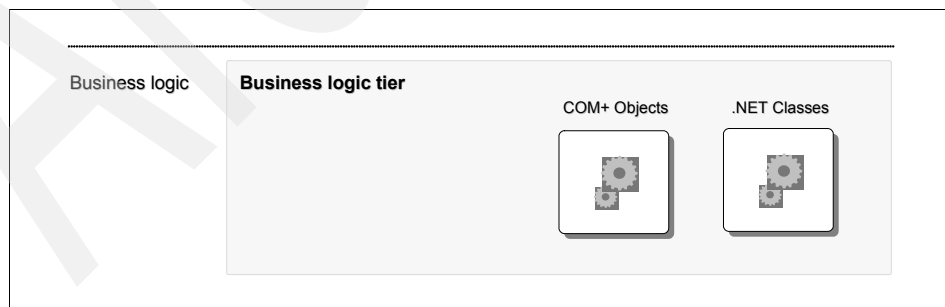 Business logic
Business logic tier
COM+ Objects
.NET Classes